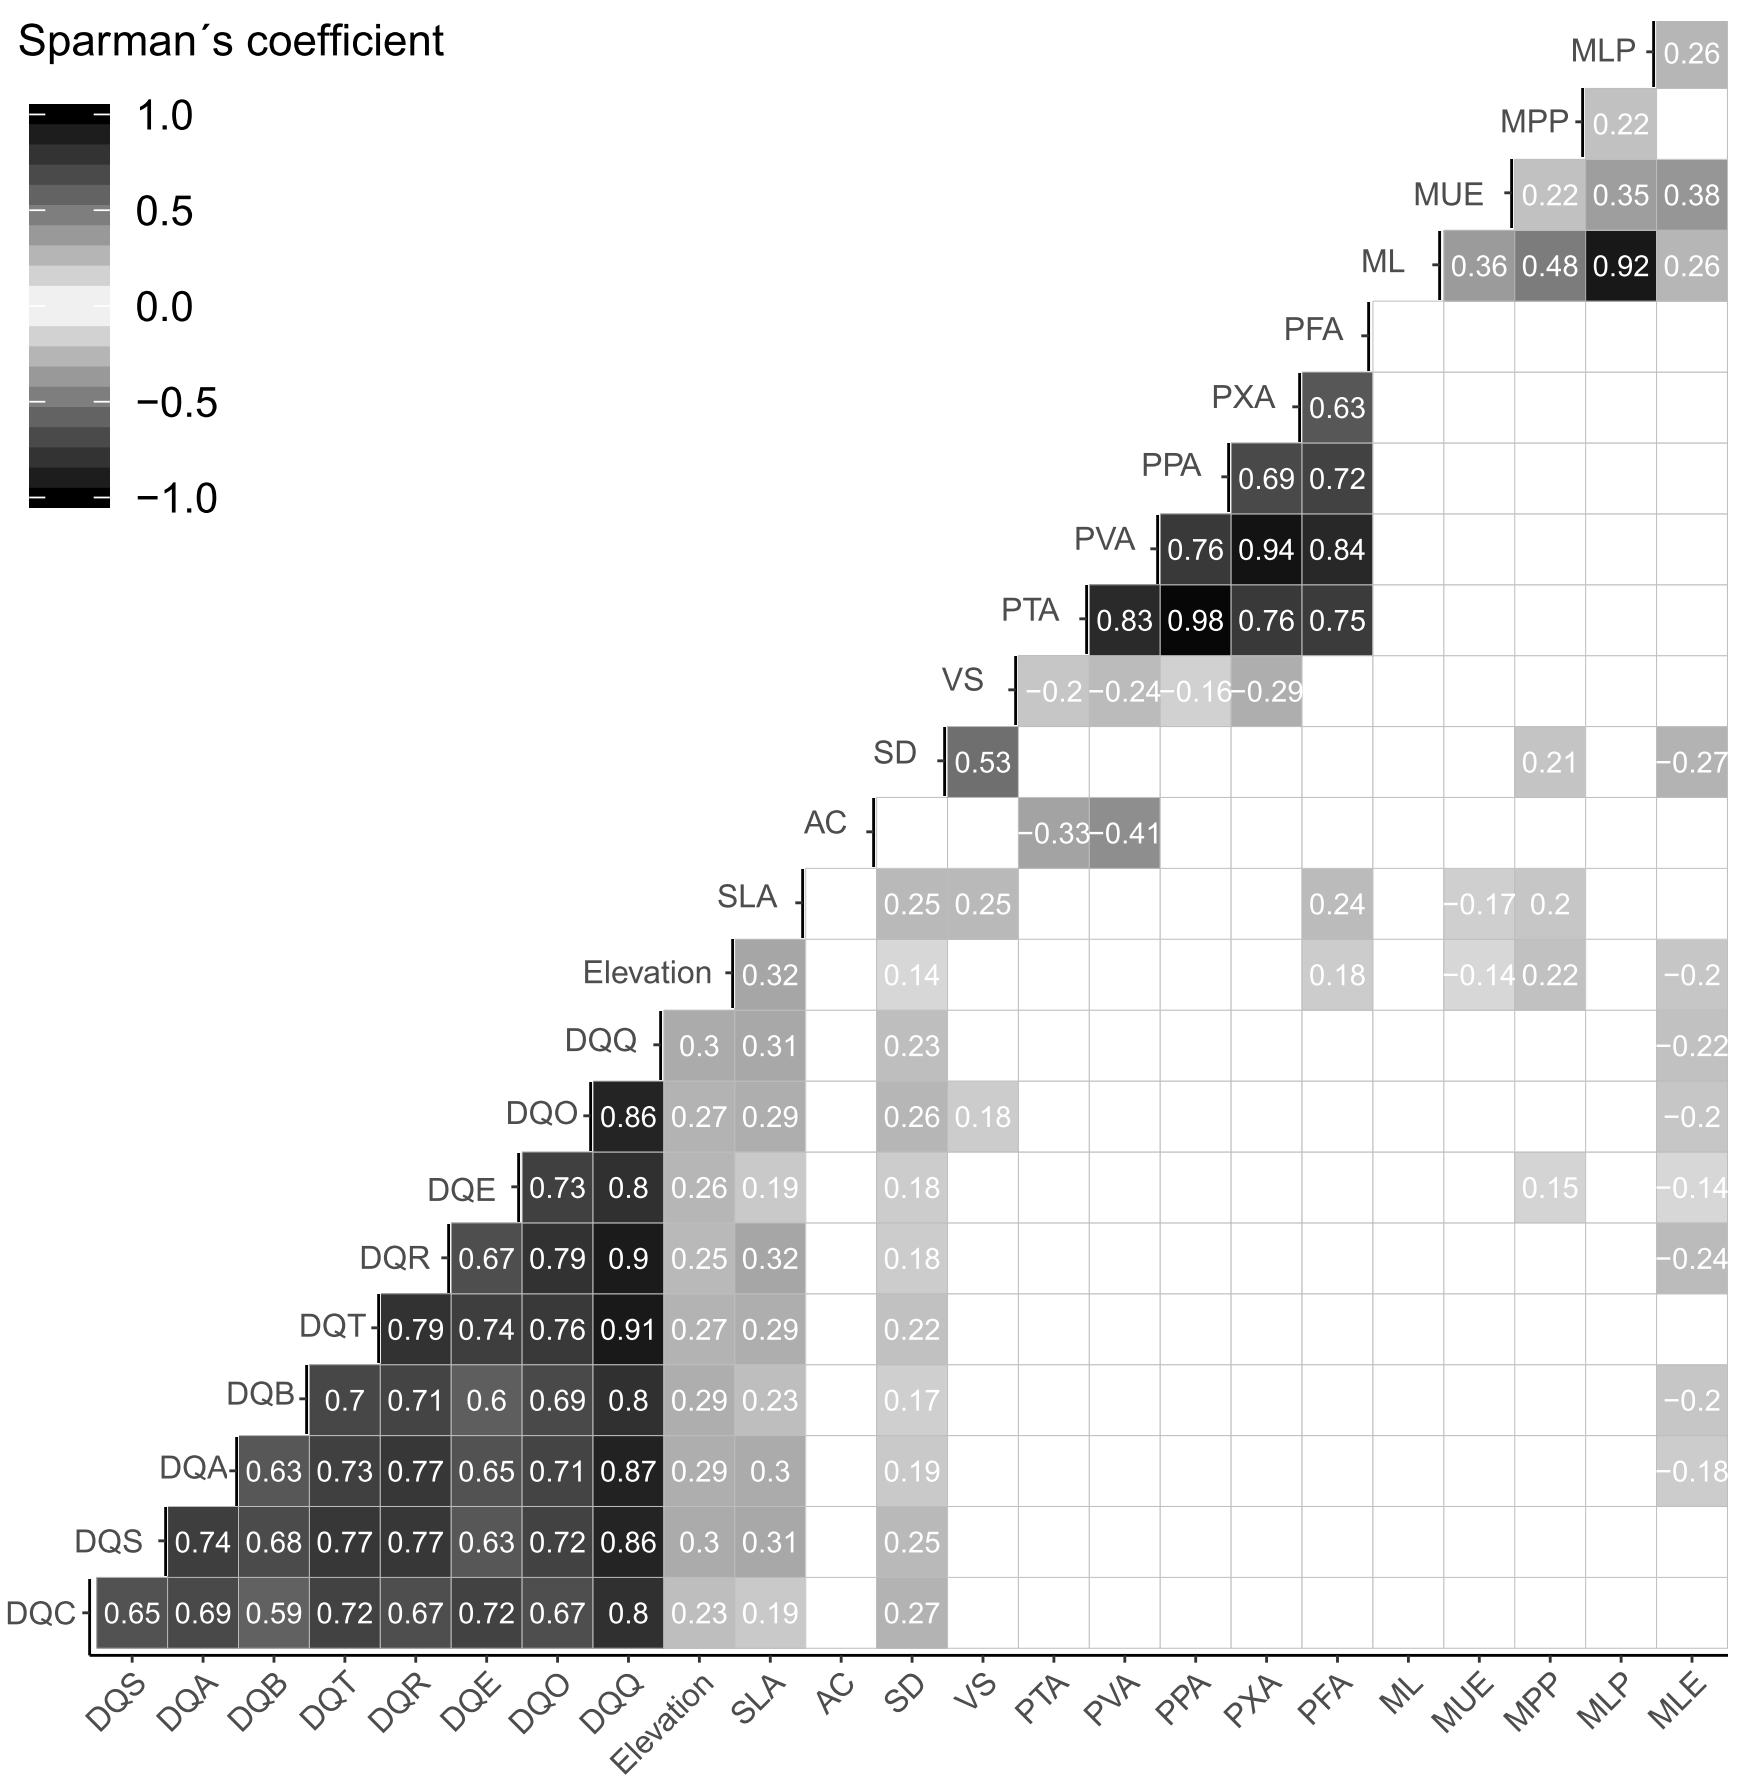 Sparman´s coefficient
1.0
0.5
0.0
−0.5
−1.0
MLP 0.26
MPP 0.22
MUE 0.22 0.35 0.38
ML 0.36 0.48 0.92 0.26
PFA
PXA 0.63
PPA 0.69 0.72
PVA 0.76 0.94 0.84
PTA 0.83 0.98 0.76 0.75
VS −0.2 −0.24 −0.16 −0.29
SD 0.53 0.21 −0.27
AC −0.33 −0.41
SLA 0.25 0.25 0.24 −0.17 0.2
Elevation 0.32 0.14 0.18 −0.14 0.22 −0.2
DQQ 0.3 0.31 0.23 −0.22
DQO 0.86 0.27 0.29 0.26 0.18 −0.2
DQE 0.73 0.8 0.26 0.19 0.18 0.15 −0.14
DQR 0.67 0.79 0.9 0.25 0.32 0.18 −0.24
DQT 0.79 0.74 0.76 0.91 0.27 0.29 0.22
DQB 0.7 0.71 0.6 0.69 0.8 0.29 0.23 0.17 −0.2
DQA 0.63 0.73 0.77 0.65 0.71 0.87 0.29 0.3 0.19 −0.18
DQS 0.74 0.68 0.77 0.77 0.63 0.72 0.86 0.3 0.31 0.25
DQC 0.65 0.69 0.59 0.72 0.67 0.72 0.67 0.8 0.23 0.19 0.27
DQS DQA DQB DQT DQR DQE DQO DQQ Elevation SLA AC SD VS PTA PVA PPA PXA PFA ML MUE MPP MLP MLE